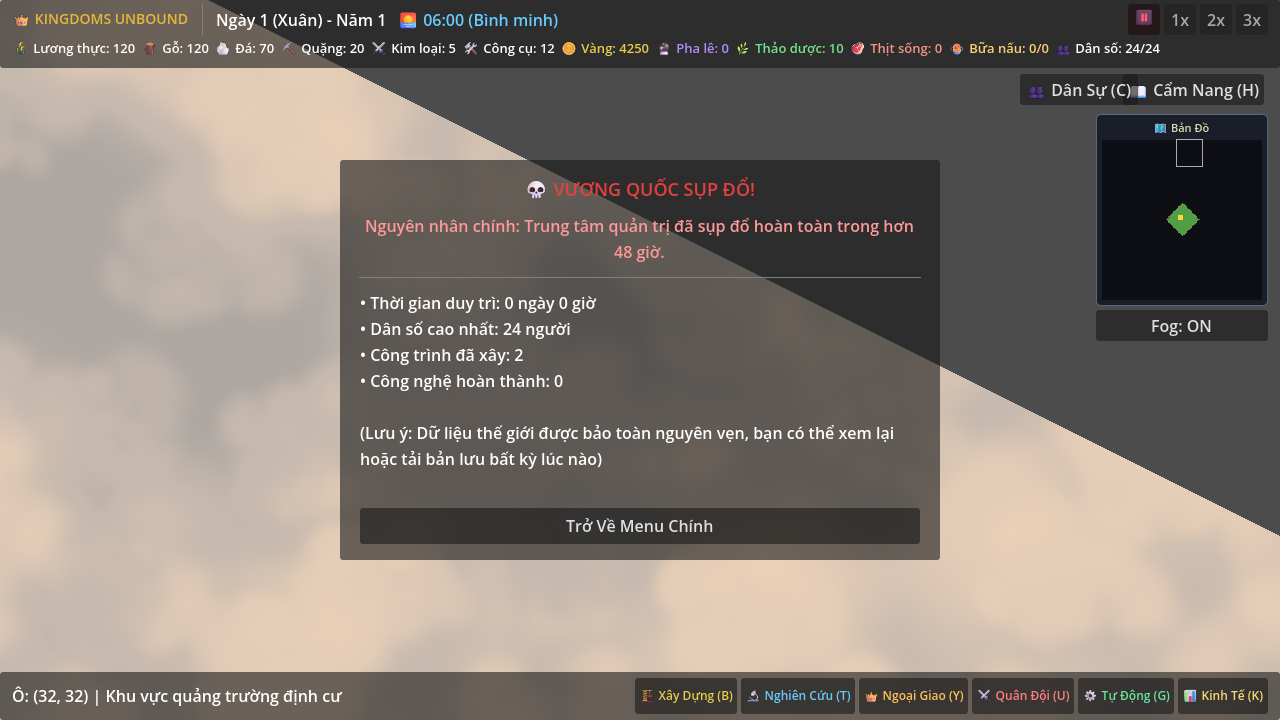 KINGDOMS UNBOUND Ngày 1 (Xuân) - Năm 1 06:00 (Bình minh) 1x 2x 3x
Lương thực: 120 Gỗ: 120 Đá: 70 Quặng: 20 Kim loại: 5 Công cụ: 12 Vàng: 4250 Pha lê: 0 Thảo dược: 10 Thịt sống: 0 Bữa nấu: 0/0 Dân số: 24/24
Dân Sự (C) Cẩm Nang (H)
Bản Đồ
Fog: ON
VƯƠNG QUỐC SỤP ĐỔ!
Nguyên nhân chính: Trung tâm quản trị đã sụp đổ hoàn toàn trong hơn
48 giờ.
• Thời gian duy trì: 0 ngày 0 giờ
• Dân số cao nhất: 24 người
• Công trình đã xây: 2
• Công nghệ hoàn thành: 0
(Lưu ý: Dữ liệu thế giới được bảo toàn nguyên vẹn, bạn có thể xem lại
hoặc tải bản lưu bất kỳ lúc nào)
Trở Về Menu Chính
Ô: (32, 32) | Khu vực quảng trường định cư
Xây Dựng (B) Nghiên Cứu (T) Ngoại Giao (Y) Quân Đội (U) Tự Động (G) Kinh Tế (K)